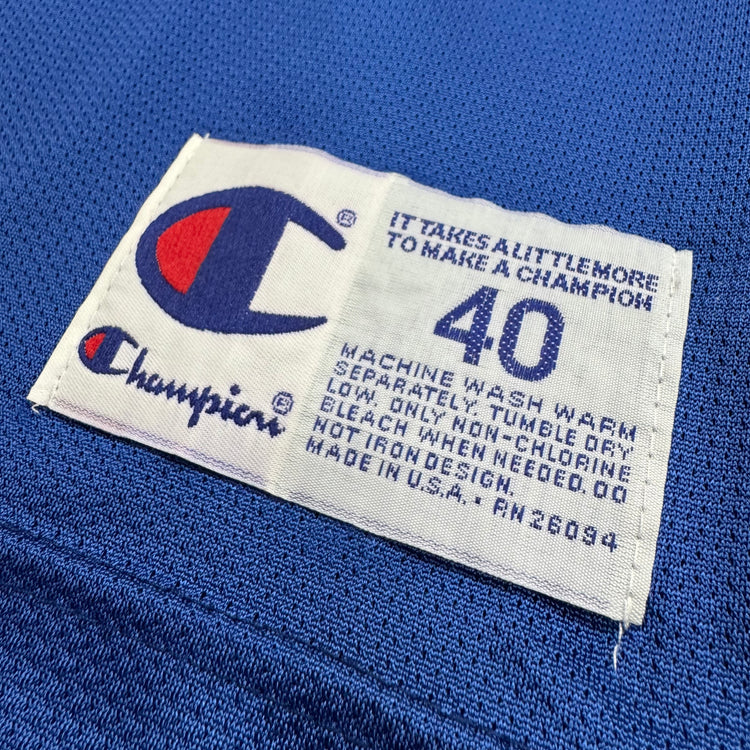 Champion®
®
IT TAKES A LITTLE MORE
TO MAKE A CHAMPION
40
MACHINE WASH WARM
SEPARATELY. TUMBLE DRY
LOW. ONLY NON-CHLORINE
BLEACH WHEN NEEDED. DO
NOT IRON DESIGN.
MADE IN U.S.A. • RN 26094